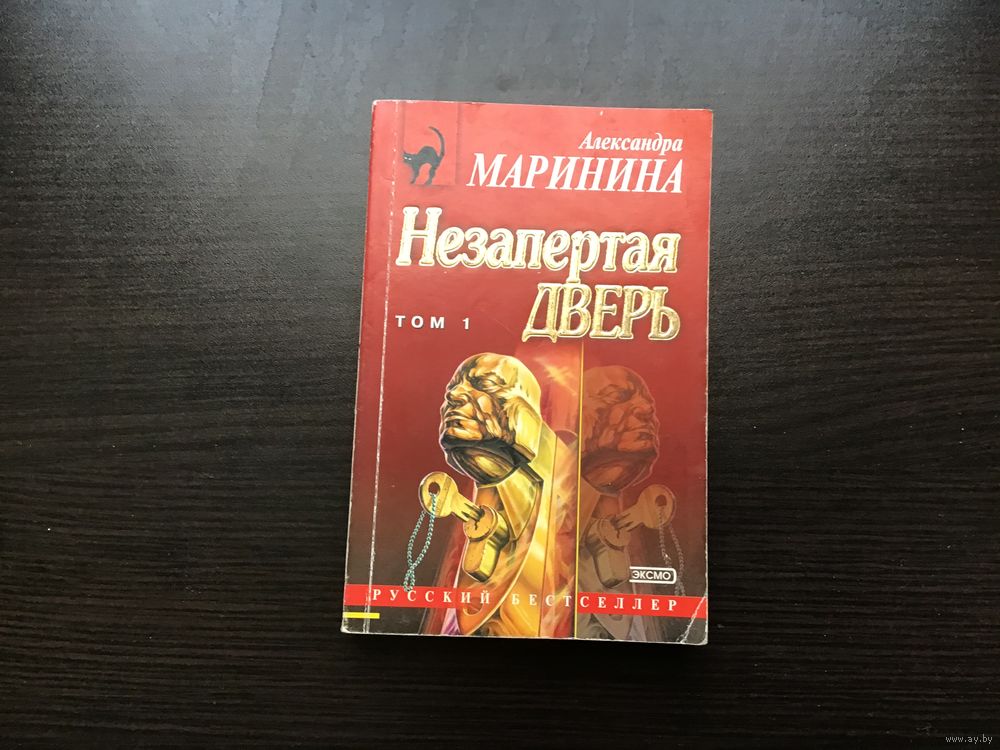 Александра
МАРИНИНА
Незапертая
ДВЕРЬ
ТОМ 1
ЭКСМО
РУССКИЙ БЕСТСЕЛЛЕР
www.ay.by